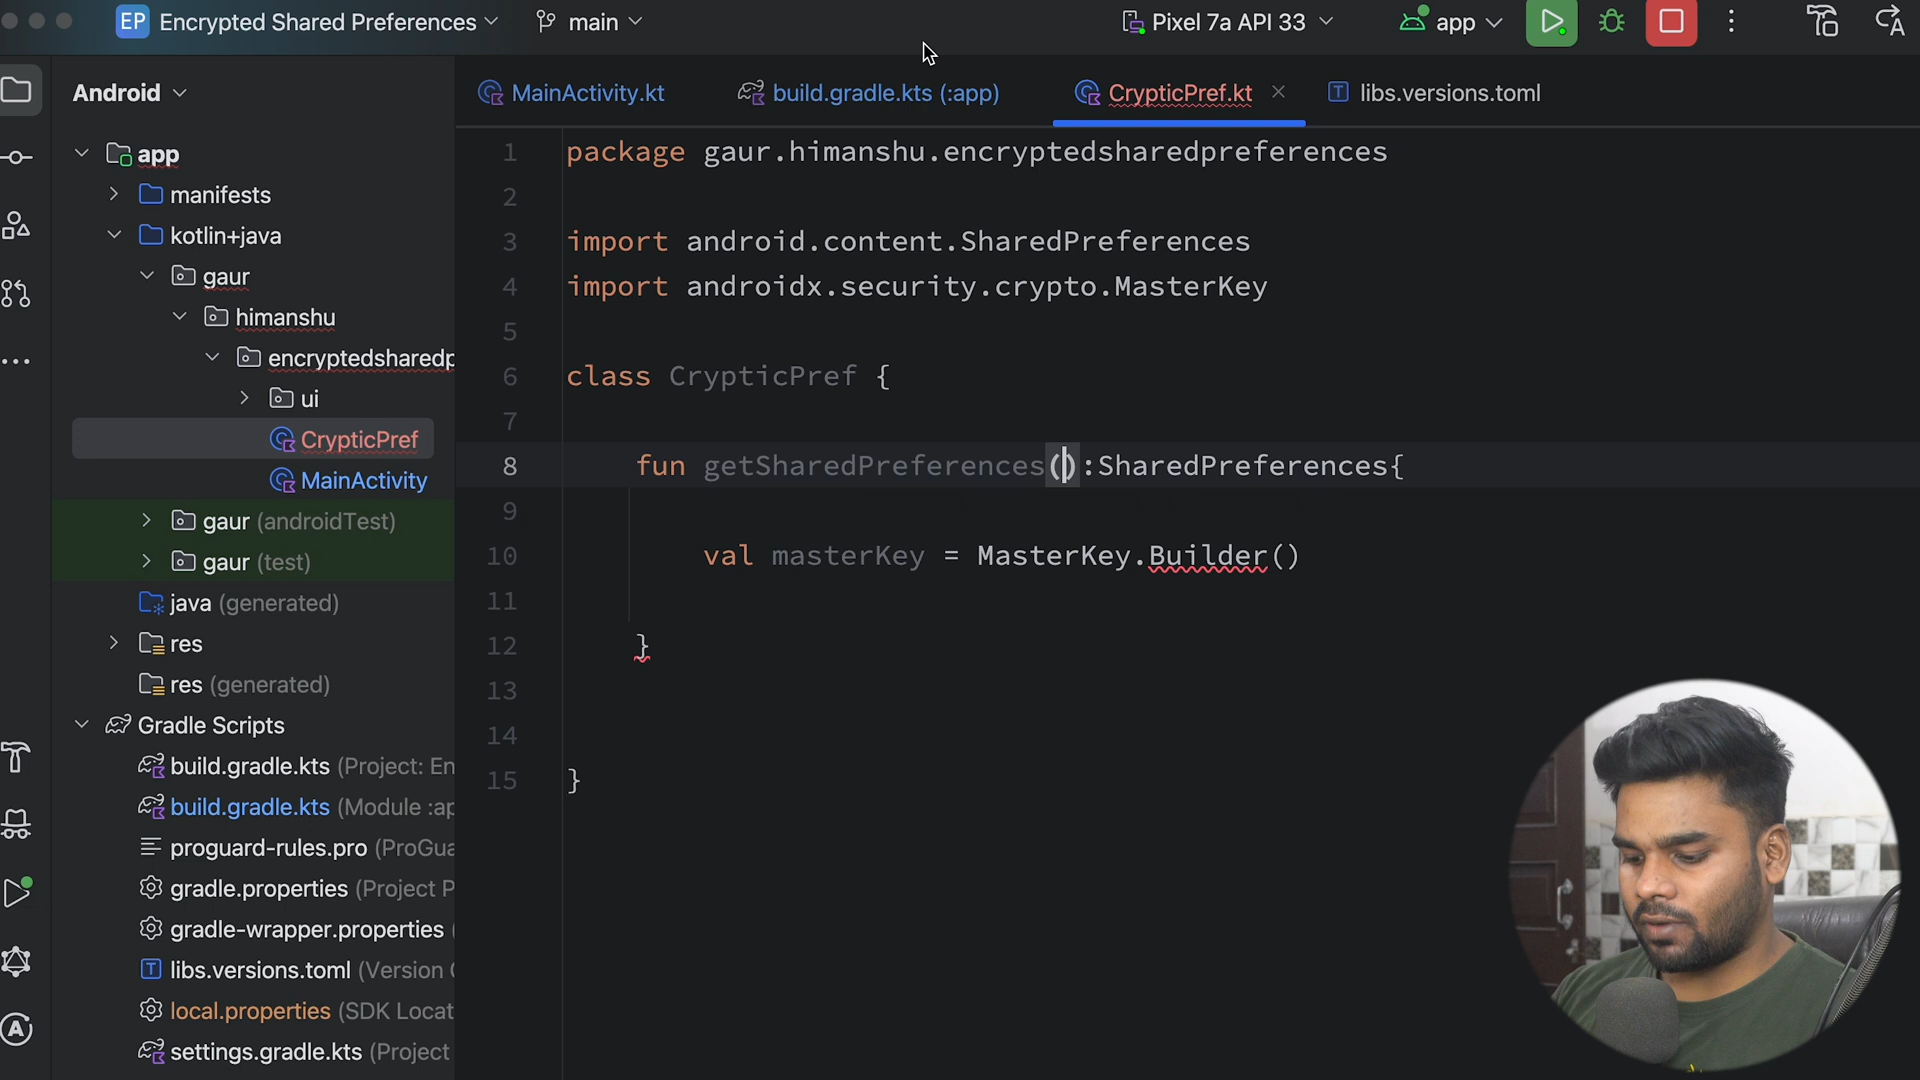 EP Encrypted Shared Preferences main Pixel 7a API 33 app
Android
MainActivity.kt build.gradle.kts (:app) CrypticPref.kt T libs.versions.toml
app
manifests
kotlin+java
gaur
himanshu
encryptedsharedp
ui
CrypticPref
MainActivity
gaur (androidTest)
gaur (test)
java (generated)
res
res (generated)
Gradle Scripts
build.gradle.kts (Project: En
build.gradle.kts (Module :ap
proguard-rules.pro (ProGua
gradle.properties (Project P
gradle-wrapper.properties (
T libs.versions.toml (Version C
local.properties (SDK Locat
settings.gradle.kts (Project
1 package gaur.himanshu.encryptedsharedpreferences
2
3 import android.content.SharedPreferences
4 import androidx.security.crypto.MasterKey
5
6 class CrypticPref {
7
8 fun getSharedPreferences():SharedPreferences{
9
10 val masterKey = MasterKey.Builder()
11
12 }
13
14
15 }